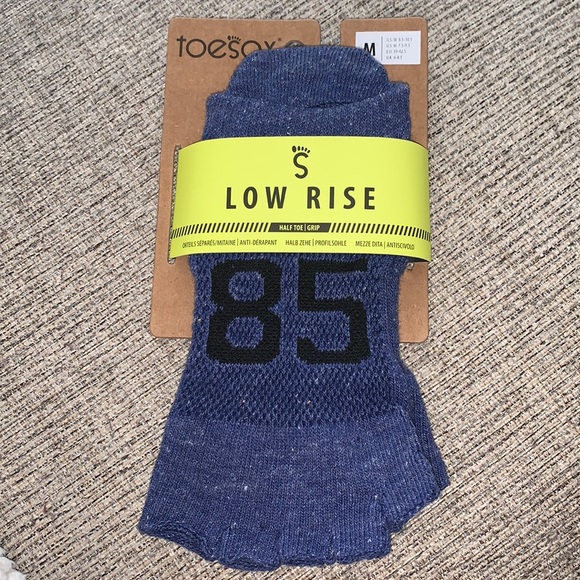 toesox
M
S
LOW RISE
HALF TOE | GRIP
ORTEILS SÉPARÉS/MITAINE | ANTI-DÉRAPANT HALB ZEHE | PROFILSOHLE MEZZE DITA | ANTISCIVOLO
85